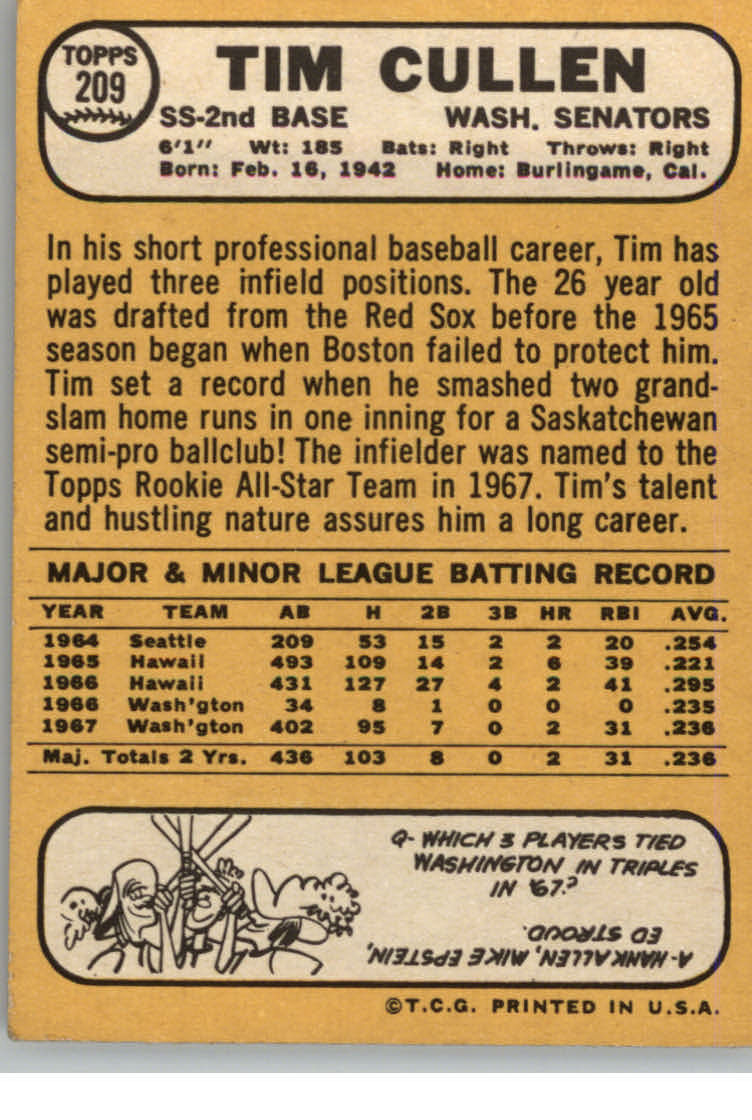 TOPPS
209
TIM CULLEN
SS-2nd BASE WASH. SENATORS
6'1" Wt: 185 Bats: Right Throws: Right
Born: Feb. 16, 1942 Home: Burlingame, Cal.
In his short professional baseball career, Tim has
played three infield positions. The 26 year old
was drafted from the Red Sox before the 1965
season began when Boston failed to protect him.
Tim set a record when he smashed two grand-
slam home runs in one inning for a Saskatchewan
semi-pro ballclub! The infielder was named to the
Topps Rookie All-Star Team in 1967. Tim's talent
and hustling nature assures him a long career.
MAJOR & MINOR LEAGUE BATTING RECORD
YEAR TEAM AB H 2B 3B HR RBI AVG.
1964 Seattle 209 53 15 2 2 20 .254
1965 Hawaii 493 109 14 2 6 39 .221
1966 Hawaii 431 127 27 4 2 41 .295
1966 Wash'gton 34 8 1 0 0 0 .235
1967 Wash'gton 402 95 7 0 2 31 .236
Maj. Totals 2 Yrs. 436 103 8 0 2 31 .236
Q- WHICH 3 PLAYERS TIED
WASHINGTON IN TRIPLES
IN '67?
A- HANK ALLEN, MIKE EPSTEIN,
ED STROUD.
©T.C.G. PRINTED IN U.S.A.